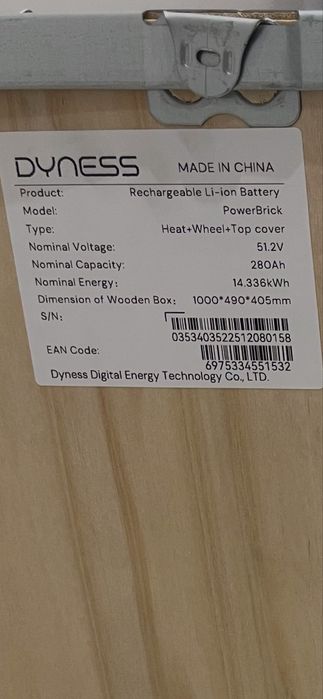 DYNESS MADE IN CHINA
Product: Rechargeable Li-ion Battery
Model: PowerBrick
Type: Heat+Wheel+Top cover
Nominal Voltage: 51.2V
Nominal Capacity: 280Ah
Nominal Energy: 14.336kWh
Dimension of Wooden Box: 1000*490*405mm
S/N:
0353403522512080158
EAN Code:
6975334551532
Dyness Digital Energy Technology Co., LTD.